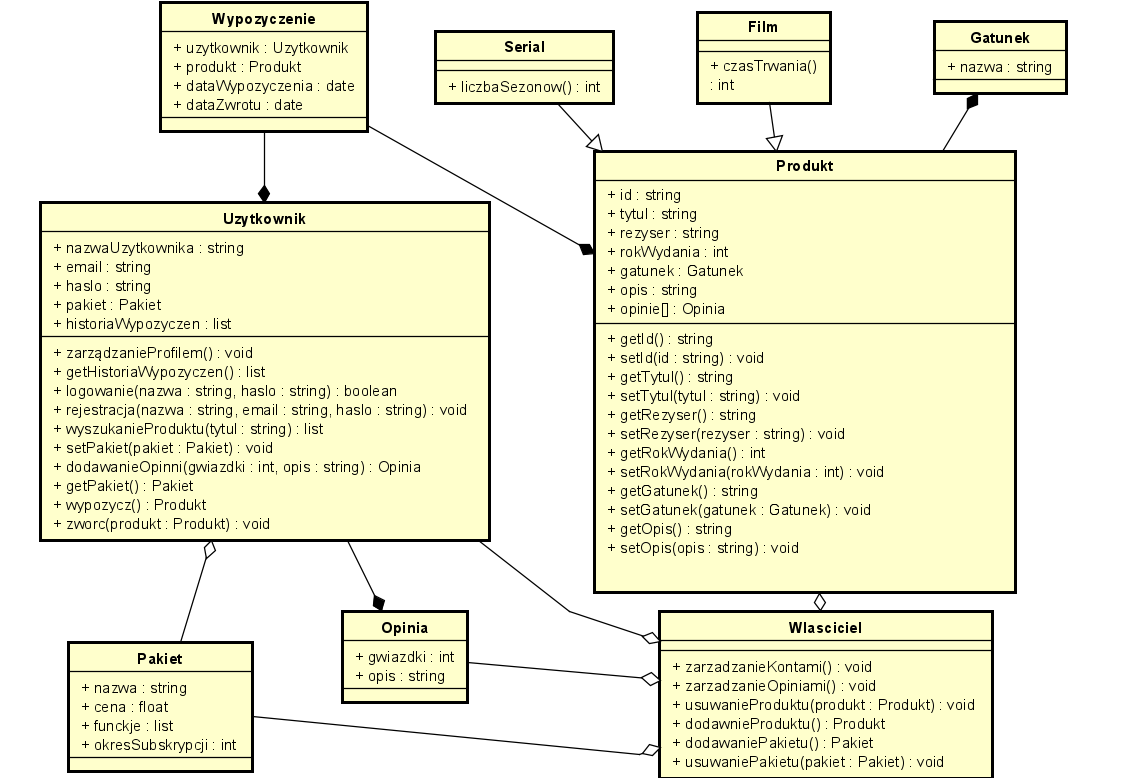 Wypozyczenie
+ uzytkownik : Uzytkownik
+ produkt : Produkt
+ dataWypozyczenia : date
+ dataZwrotu : date
Serial
+ liczbaSezonow() : int
Film
+ czasTrwania()
: int
Gatunek
+ nazwa : string
Uzytkownik
+ nazwaUzytkownika : string
+ email : string
+ haslo : string
+ pakiet : Pakiet
+ historiaWypozyczen : list
+ zarządzanieProfilem() : void
+ getHistoriaWypozyczen() : list
+ logowanie(nazwa : string, haslo : string) : boolean
+ rejestracja(nazwa : string, email : string, haslo : string) : void
+ wyszukanieProduktu(tytul : string) : list
+ setPakiet(pakiet : Pakiet) : void
+ dodawanieOpinni(gwiazdki : int, opis : string) : Opinia
+ getPakiet() : Pakiet
+ wypozycz() : Produkt
+ zworc(produkt : Produkt) : void
Produkt
+ id : string
+ tytul : string
+ rezyser : string
+ rokWydania : int
+ gatunek : Gatunek
+ opis : string
+ opinie[] : Opinia
+ getId() : string
+ setId(id : string) : void
+ getTytul() : string
+ setTytul(tytul : string) : void
+ getRezyser() : string
+ setRezyser(rezyser : string) : void
+ getRokWydania() : int
+ setRokWydania(rokWydania : int) : void
+ getGatunek() : string
+ setGatunek(gatunek : Gatunek) : void
+ getOpis() : string
+ setOpis(opis : string) : void
Pakiet
+ nazwa : string
+ cena : float
+ funckje : list
+ okresSubskrypcji : int
Opinia
+ gwiazdki : int
+ opis : string
Wlasciciel
+ zarzadzanieKontami() : void
+ zarzadzanieOpiniami() : void
+ usuwanieProduktu(produkt : Produkt) : void
+ dodawnieProduktu() : Produkt
+ dodawaniePakietu() : Pakiet
+ usuwaniePakietu(pakiet : Pakiet) : void